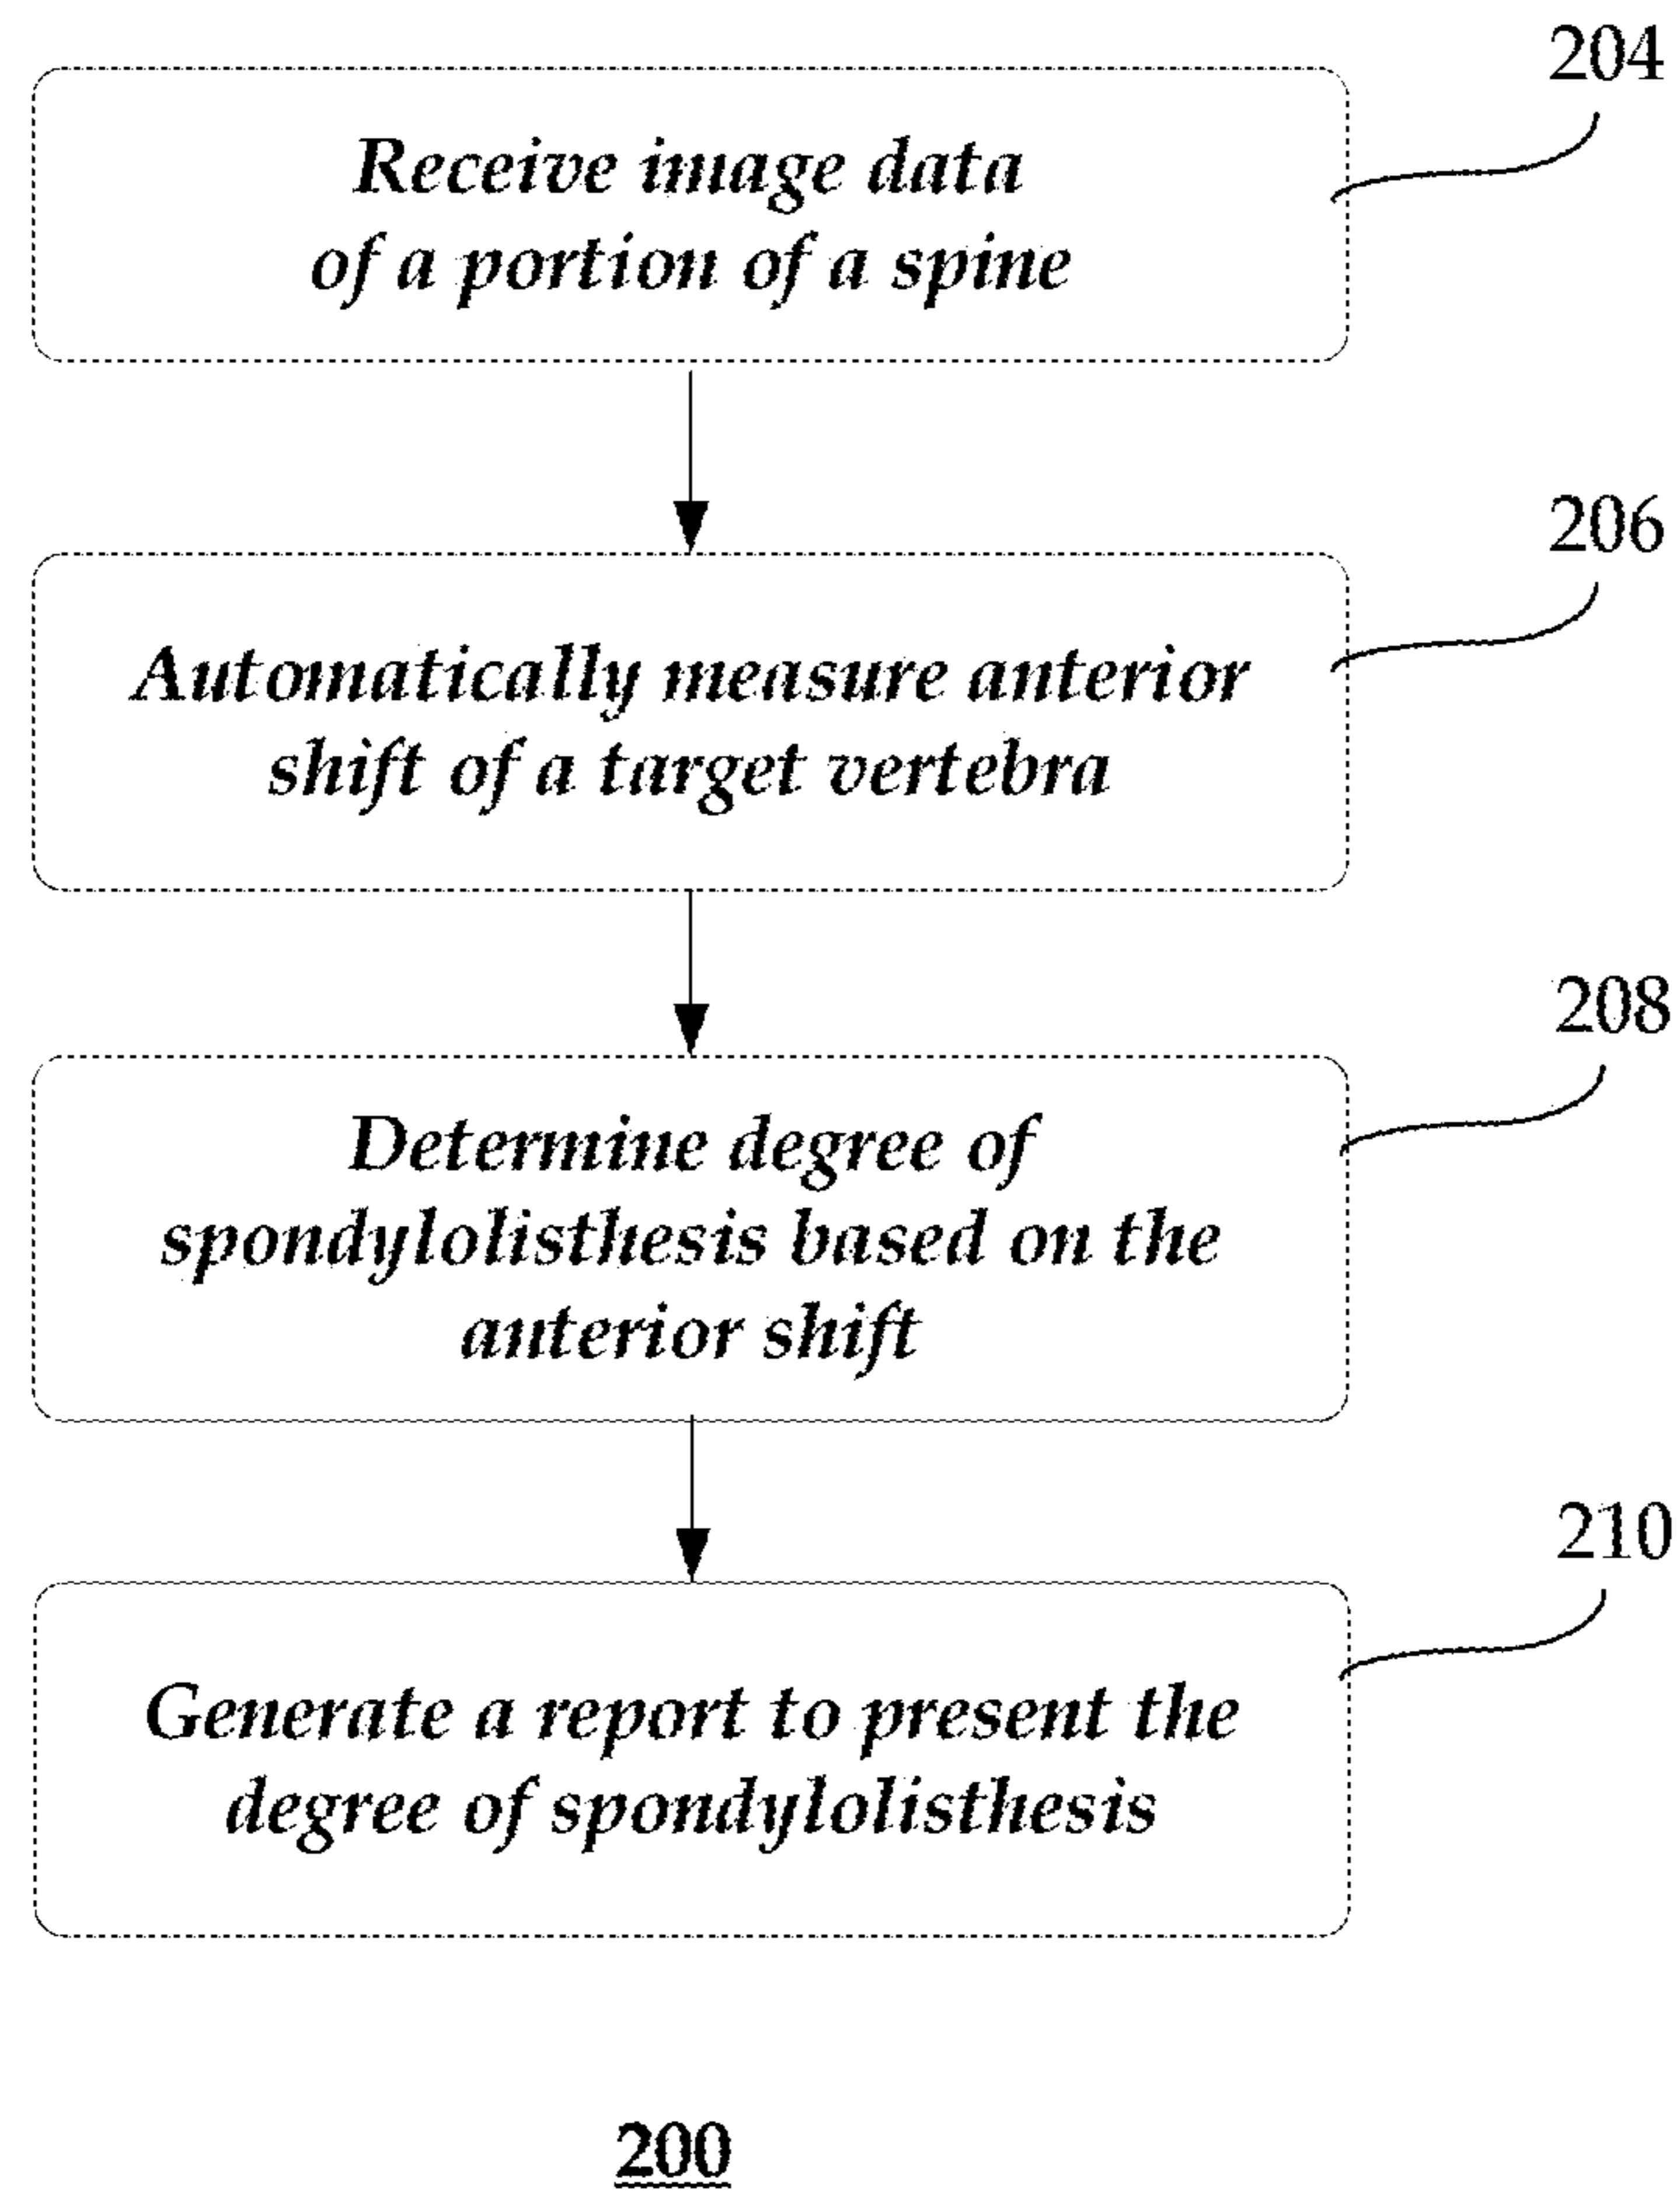 204
Receive image data
of a portion of a spine
206
Automatically measure anterior
shift of a target vertebra
208
Determine degree of
spondylolisthesis based on the
anterior shift
210
Generate a report to present the
degree of spondylolisthesis
200